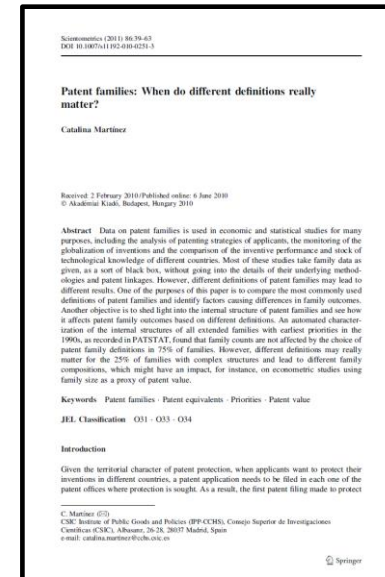 Scientometrics (2011) 86:39–63
DOI 10.1007/s11192-010-0251-3
Patent families: When do different definitions really
matter?
Catalina Martínez
Received: 2 February 2010 / Published online: 6 June 2010
© Akadémiai Kiadó, Budapest, Hungary 2010
Abstract Data on patent families is used in economic and statistical studies for many
purposes, including the analysis of patenting strategies of applicants, the monitoring of the
globalization of inventions and the comparison of the inventive performance and stock of
technological knowledge of different countries. Most of these studies take family data as
given, as a sort of black box, without going into the details of their underlying method-
ologies and patent linkages. However, different definitions of patent families may lead to
different results. One of the purposes of this paper is to compare the most commonly used
definitions of patent families and identify factors causing differences in family outcomes.
Another objective is to shed light into the internal structure of patent families and see how
it affects patent family outcomes based on different definitions. An automated character-
ization of the internal structures of all extended families with earliest priorities in the
1990s, as recorded in PATSTAT, found that family counts are not affected by the choice of
patent family definitions in 75% of families. However, different definitions may really
matter for the 25% of families with complex structures and lead to different family
compositions, which might have an impact, for instance, on econometric studies using
family size as a proxy of patent value.
Keywords Patent families · Patent equivalents · Priorities · Patent value
JEL Classification O31 · O33 · O34
Introduction
Given the territorial character of patent protection, when applicants want to protect their
inventions in different countries, a patent application needs to be filed in each one of the
patent offices where protection is sought. As a result, the first patent filing made to protect
C. Martínez (✉)
CSIC Institute of Public Goods and Policies (IPP-CCHS), Consejo Superior de Investigaciones
Científicas (CSIC), Albasanz, 26-28, 28037 Madrid, Spain
e-mail: catalina.martinez@cchs.csic.es
Springer